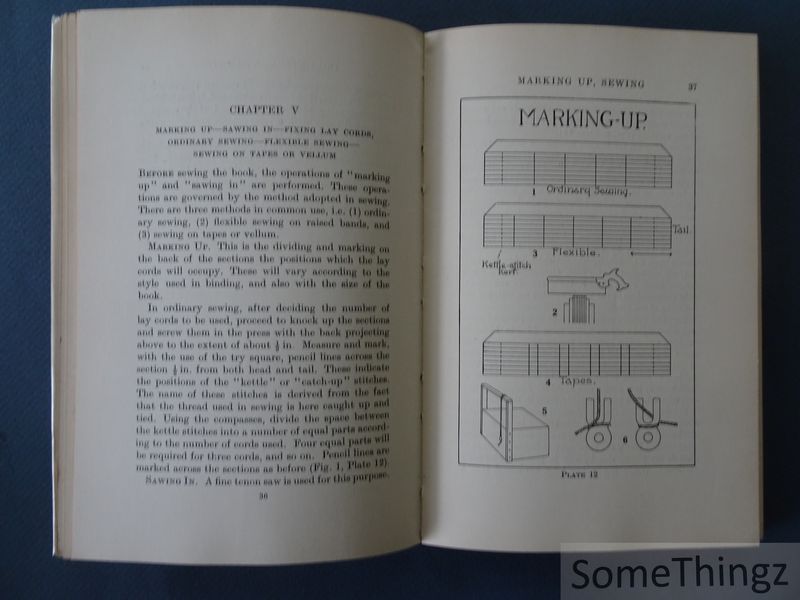 CHAPTER V
MARKING UP—SAWING IN—FIXING LAY CORDS,
ORDINARY SEWING—FLEXIBLE SEWING—
SEWING ON TAPES OR VELLUM
BEFORE sewing the book, the operations of "marking
up" and "sawing in" are performed. These opera-
tions are governed by the method adopted in sewing.
There are three methods in common use, i.e. (1) ordin-
ary sewing, (2) flexible sewing on raised bands, and
(3) sewing on tapes or vellum.
MARKING UP. This is the dividing and marking on
the back of the sections the positions which the lay
cords will occupy. These will vary according to the
style used in binding, and also with the size of the
book.
In ordinary sewing, after deciding the number of
lay cords to be used, proceed to knock up the sections
and screw them in the press with the back projecting
above to the extent of about ½ in. Measure and mark,
with the use of the try square, pencil lines across the
section ½ in. from both head and tail. These indicate
the positions of the "kettle" or "catch-up" stitches.
The name of these stitches is derived from the fact
that the thread used in sewing is here caught up and
tied. Using the compasses, divide the space between
the kettle stitches into a number of equal parts accord-
ing to the number of cords used. Four equal parts will
be required for three cords, and so on. Pencil lines are
marked across the sections as before (Fig. 1, Plate 12).
SAWING IN. A fine tenon saw is used for this purpose.
36
MARKING UP, SEWING 37
MARKING-UP.
1 Ordinary Sewing.
Tail.
3 Flexible.
Kettle-stitch
kerf
2
4 Tapes.
5
6
PLATE 12
SomeThingz